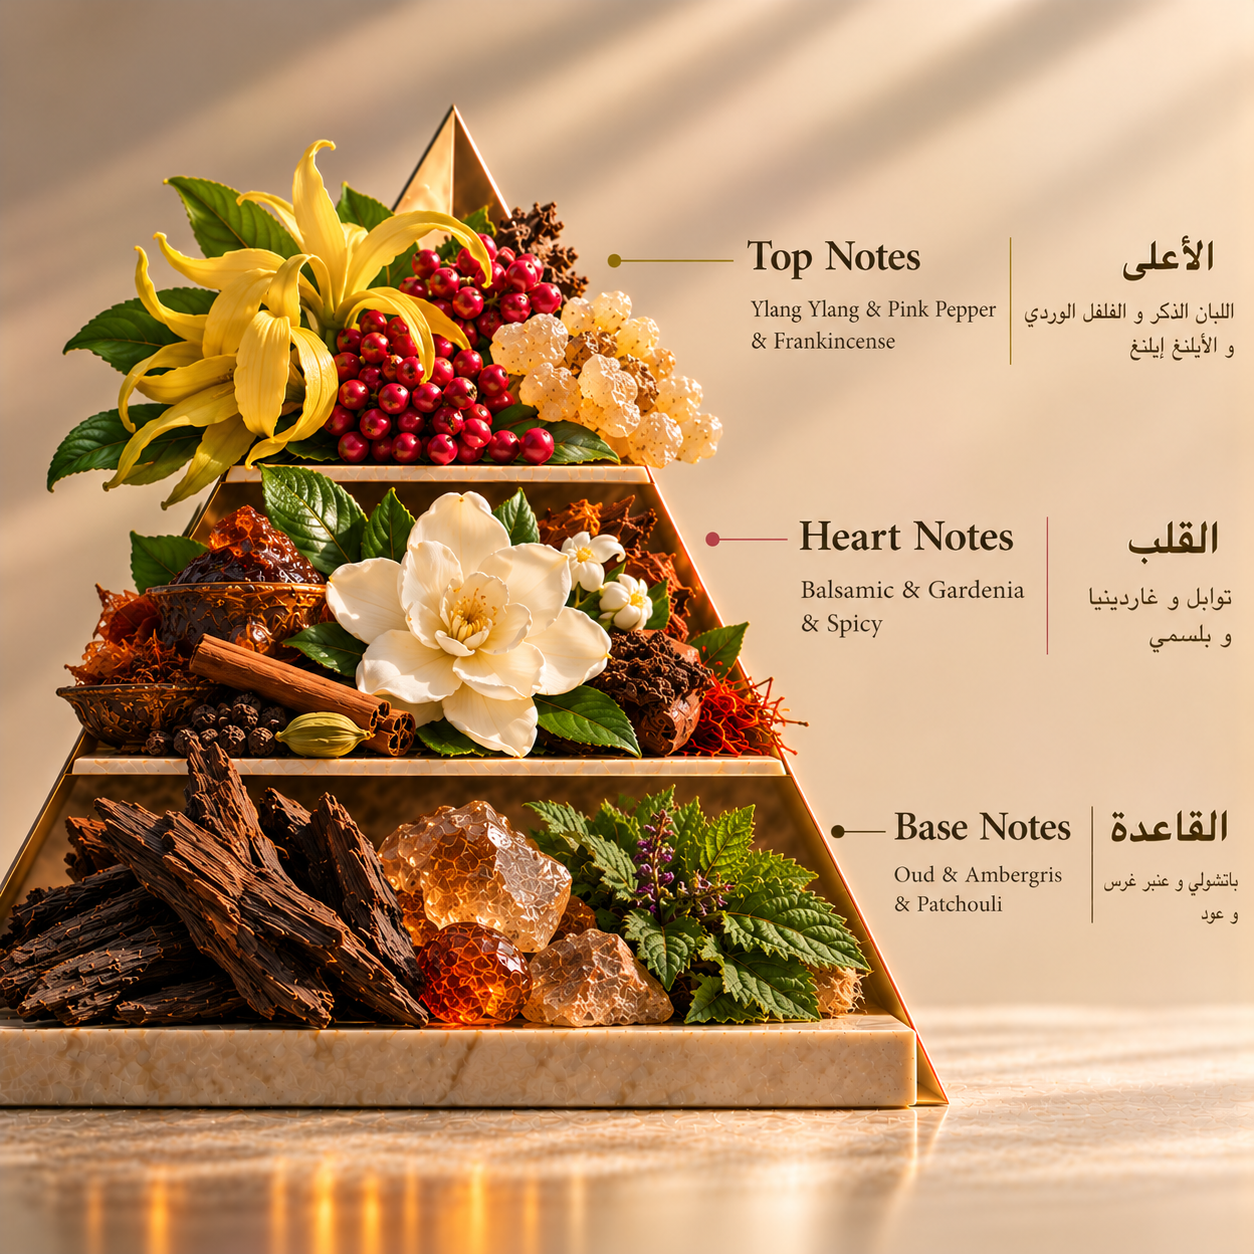 Top Notes
Ylang Ylang & Pink Pepper
& Frankincense
الأعلى
اللبان الذكر و الفلفل الوردي
و الأيلنغ إيلنغ
Heart Notes
Balsamic & Gardenia
& Spicy
القلب
توابل و غاردينيا
و بلسمي
Base Notes
Oud & Ambergris
& Patchouli
القاعدة
باتشولي و عنبر غرس
و عود